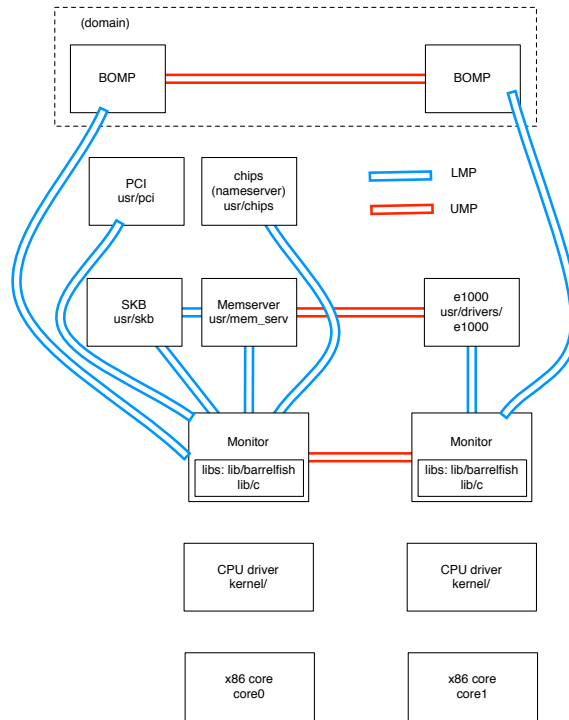 (domain)
BOMP
BOMP
PCI
usr/pci
chips
(nameserver)
usr/chips
LMP
UMP
SKB
usr/skb
Memserver
usr/mem_serv
e1000
usr/drivers/
e1000
Monitor
libs: lib/barrelfish
lib/c
Monitor
libs: lib/barrelfish
lib/c
CPU driver
kernel/
CPU driver
kernel/
x86 core
core0
x86 core
core1